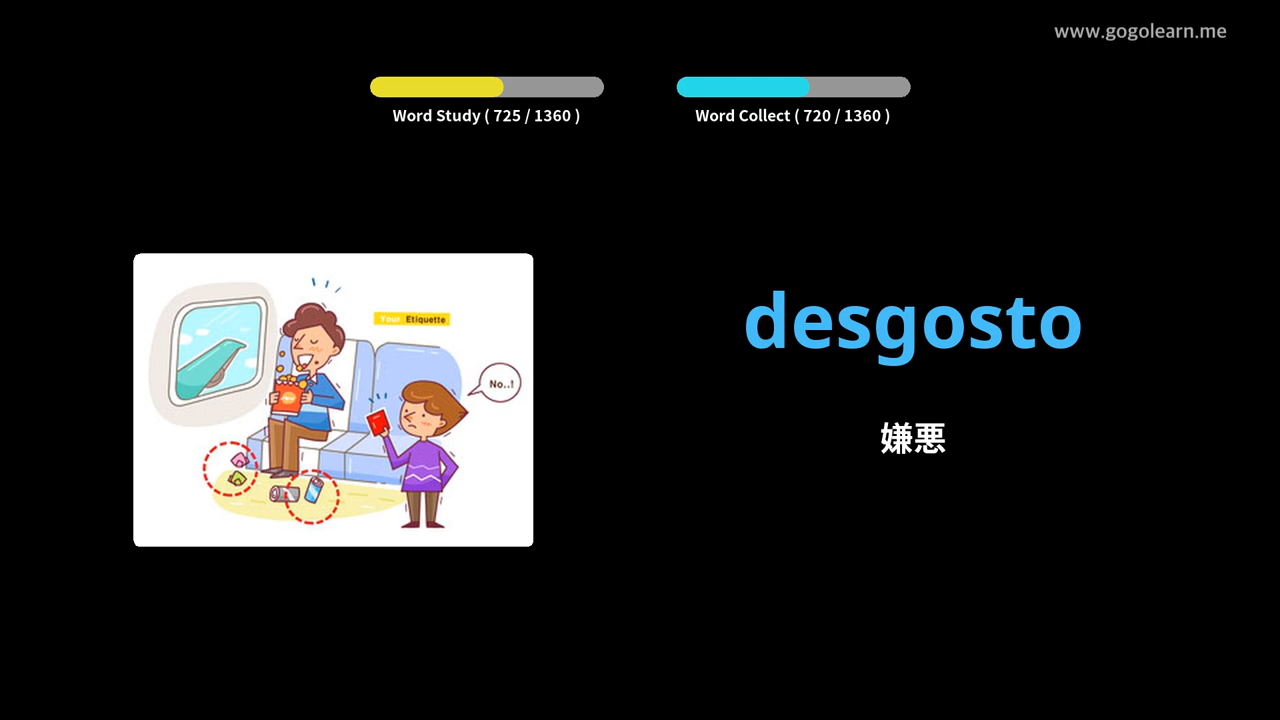 www.gogolearn.me
Word Study ( 725 / 1360 )
Word Collect ( 720 / 1360 )
Your Etiquette
No..!
desgosto
嫌悪